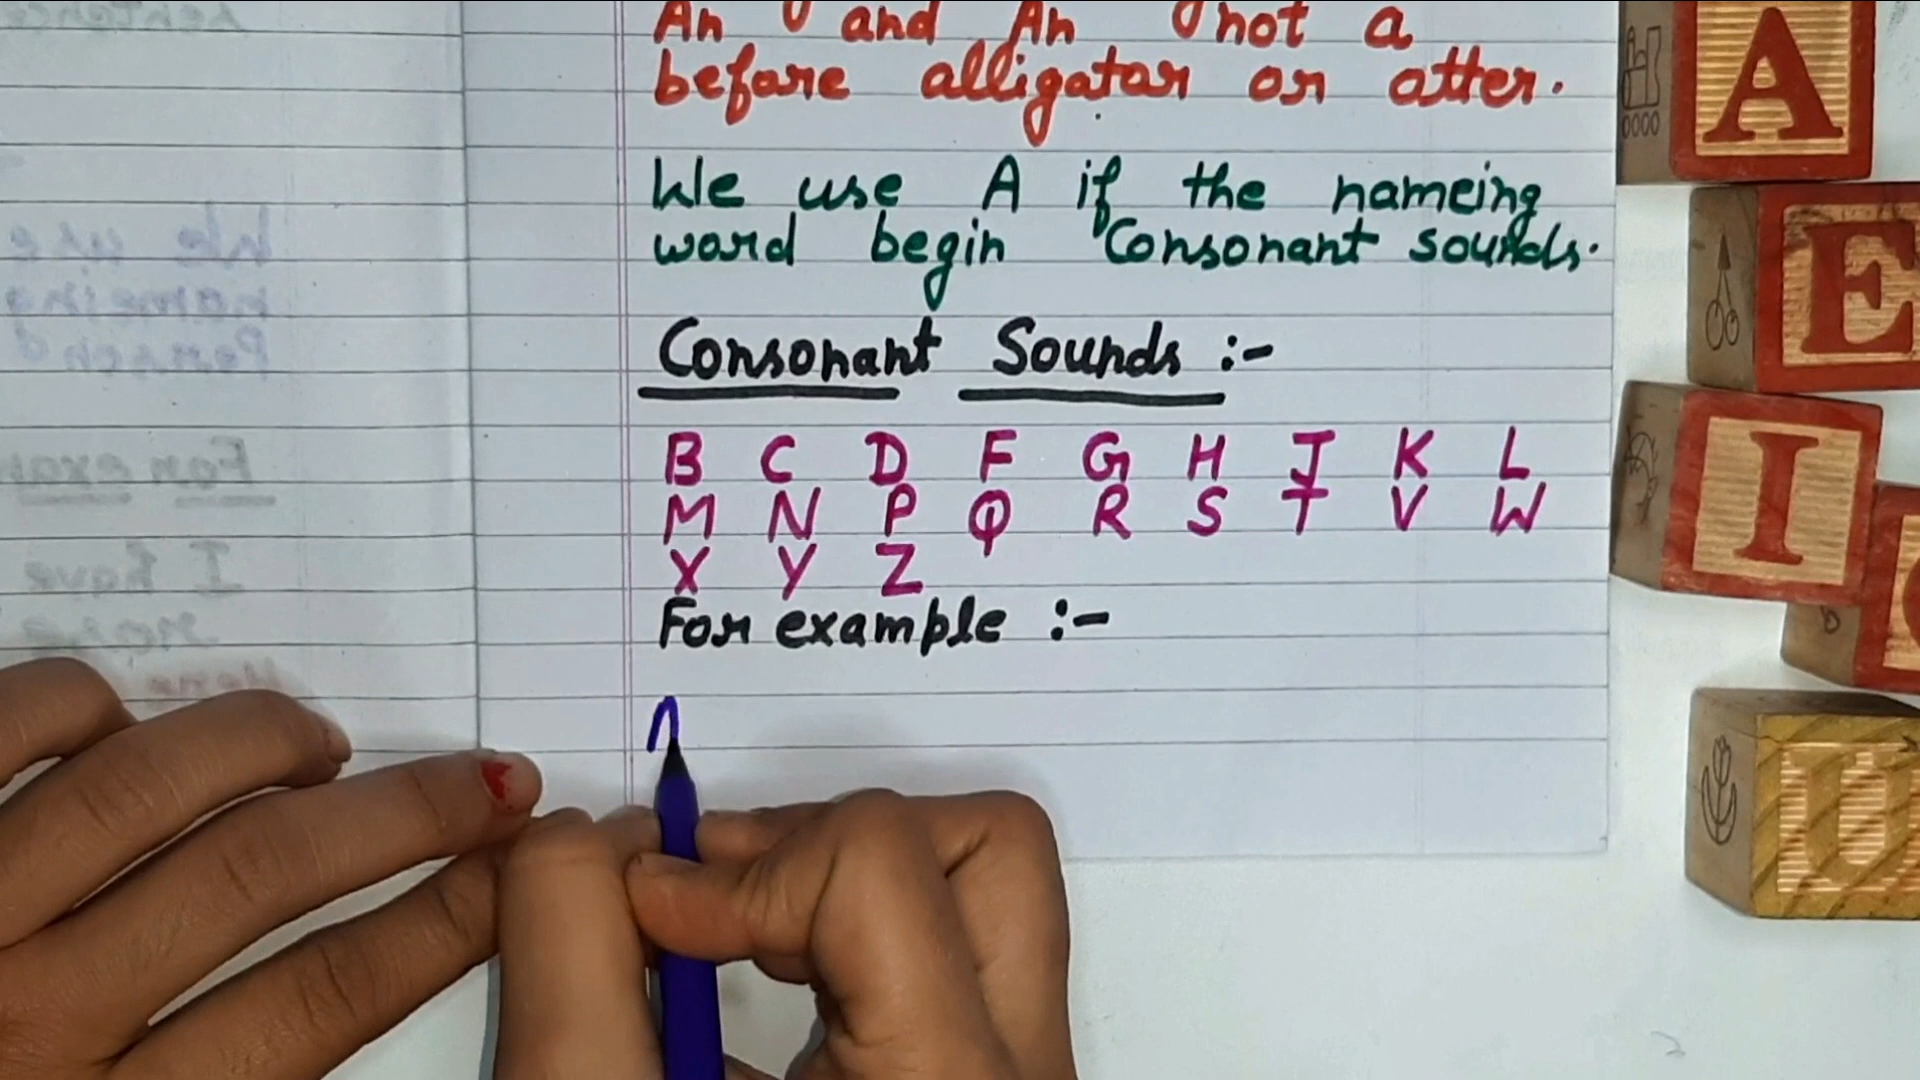 An and An not a
before alligator or otter.
We use A if the nameing
word begin Consonant sounds.
Consonant Sounds :-
B C D F G H J K L
M N P Q R S T V W
X Y Z
For example :-
A
E
I
U